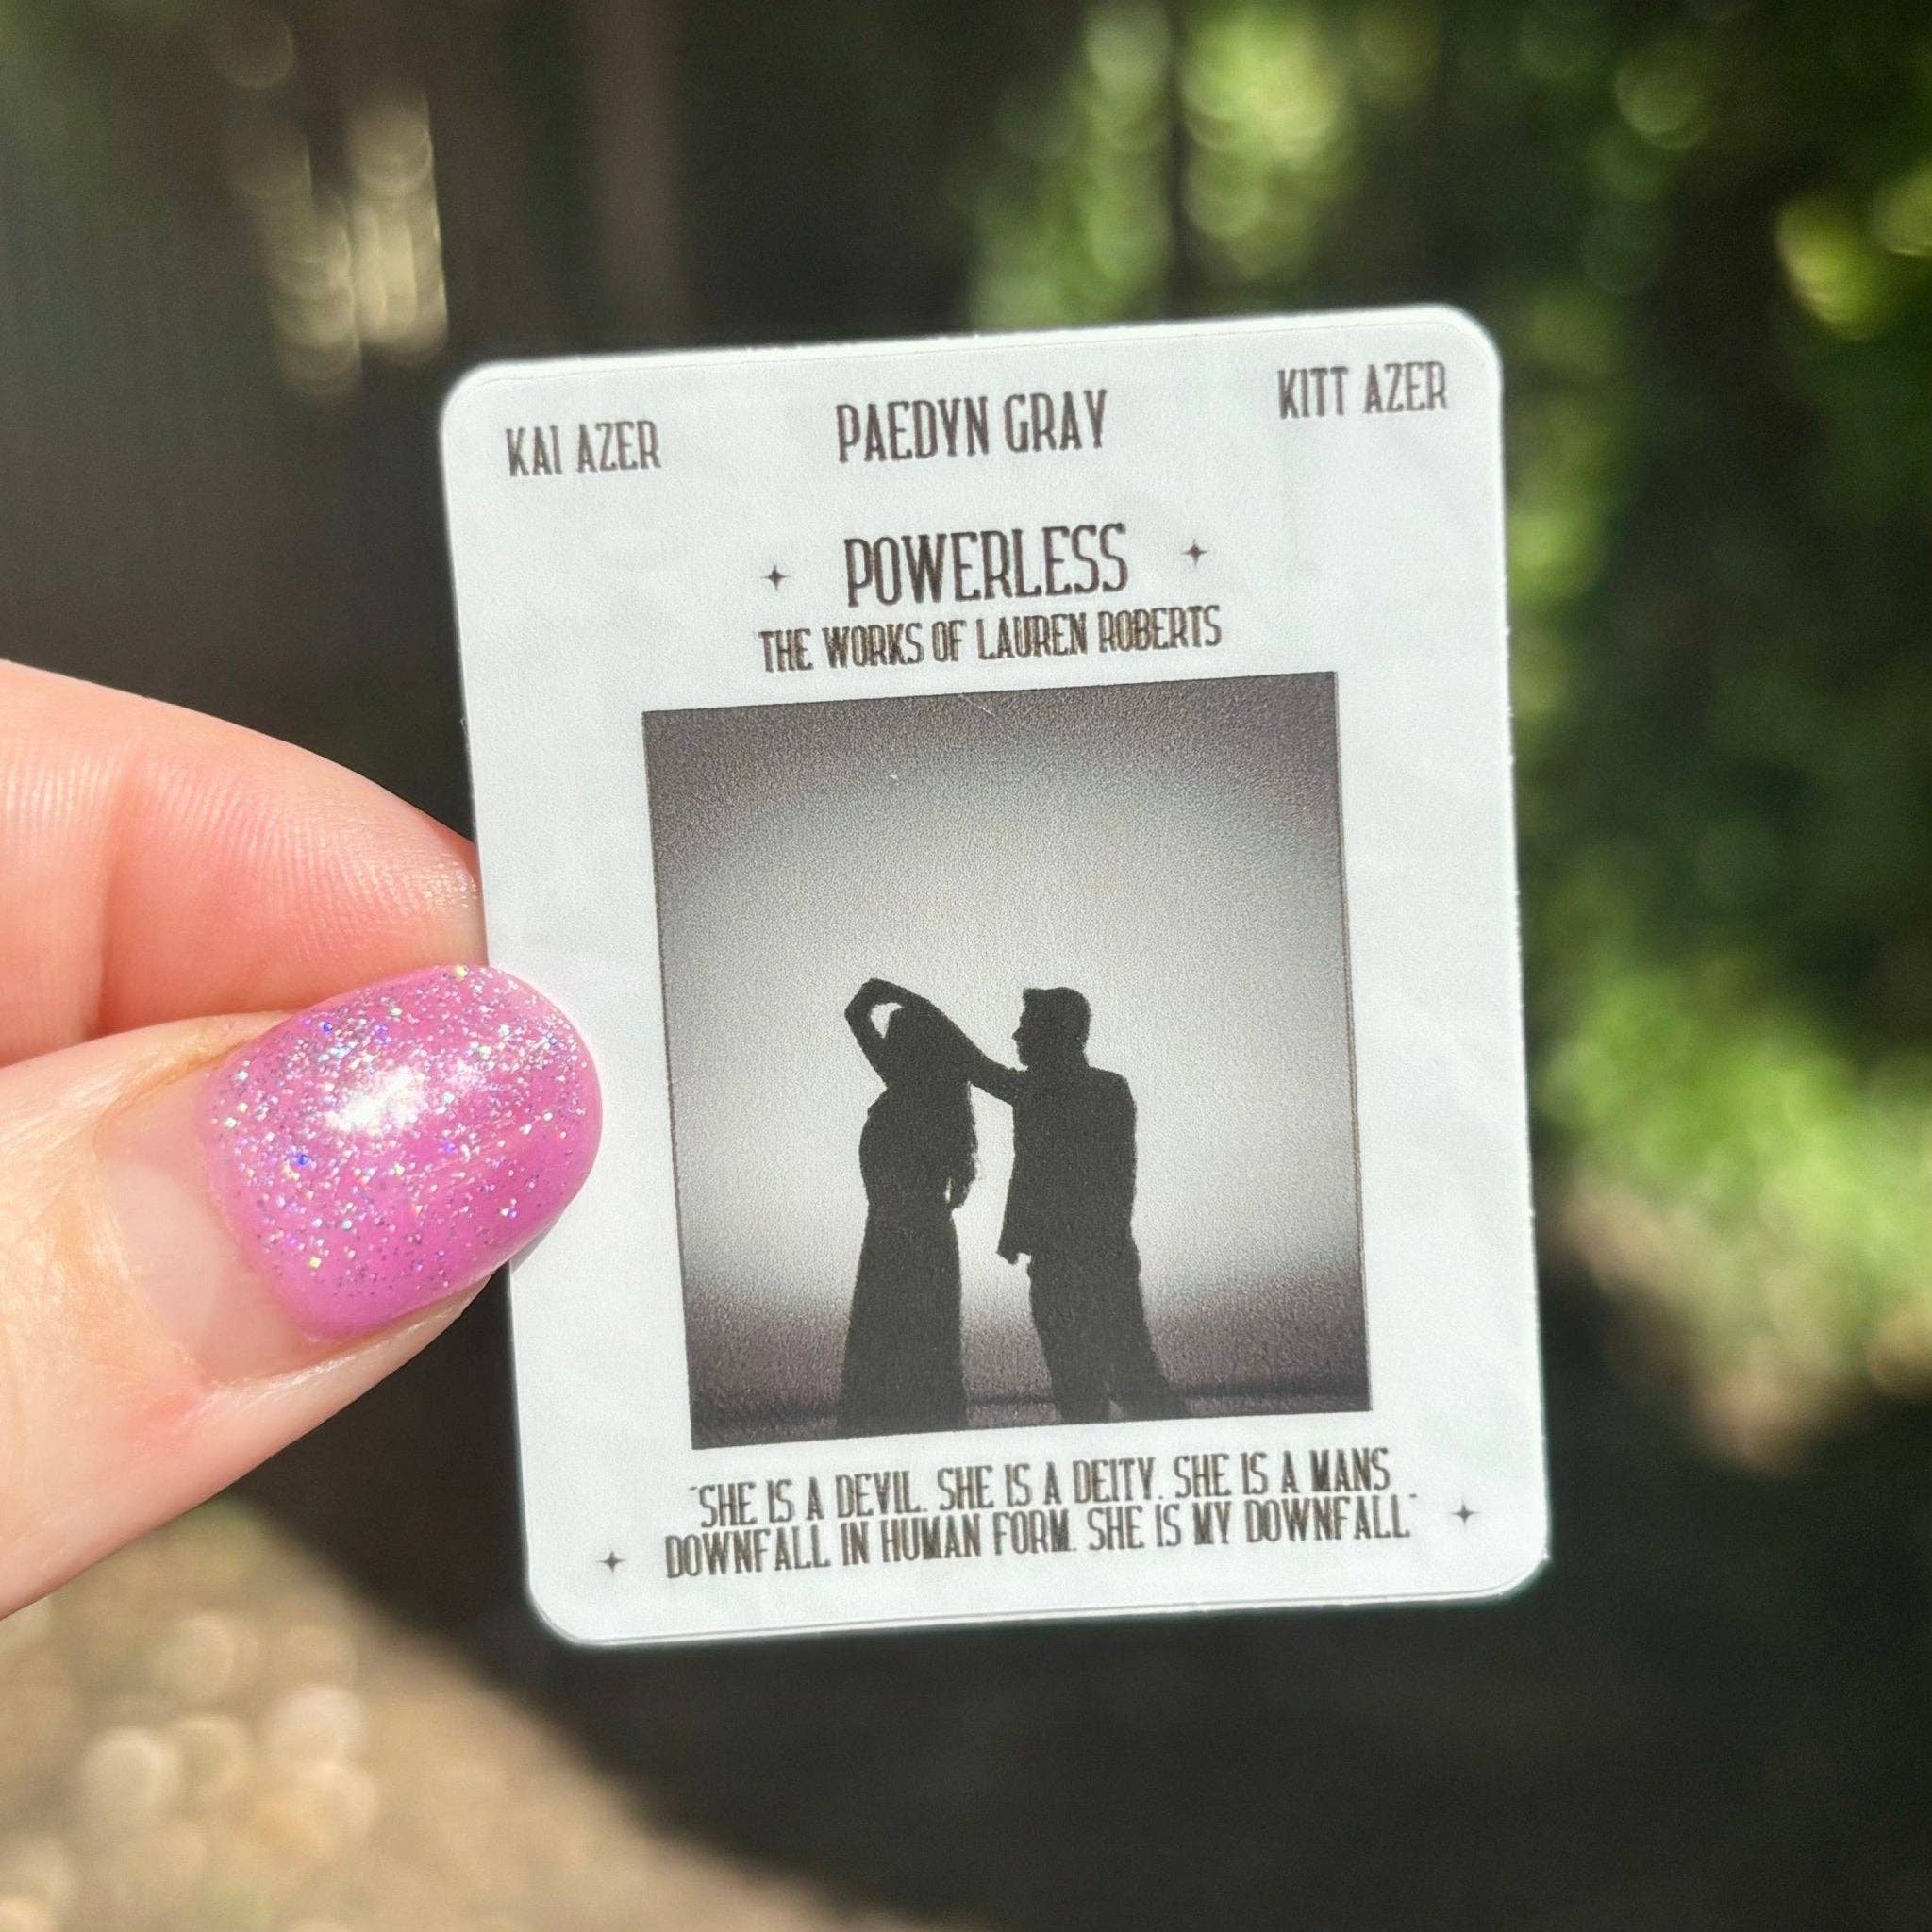 KAI AZER PAEDYN GRAY KITT AZER
POWERLESS
THE WORKS OF LAUREN ROBERTS
"SHE IS A DEVIL. SHE IS A DEITY. SHE IS A MANS
DOWNFALL IN HUMAN FORM. SHE IS MY DOWNFALL"